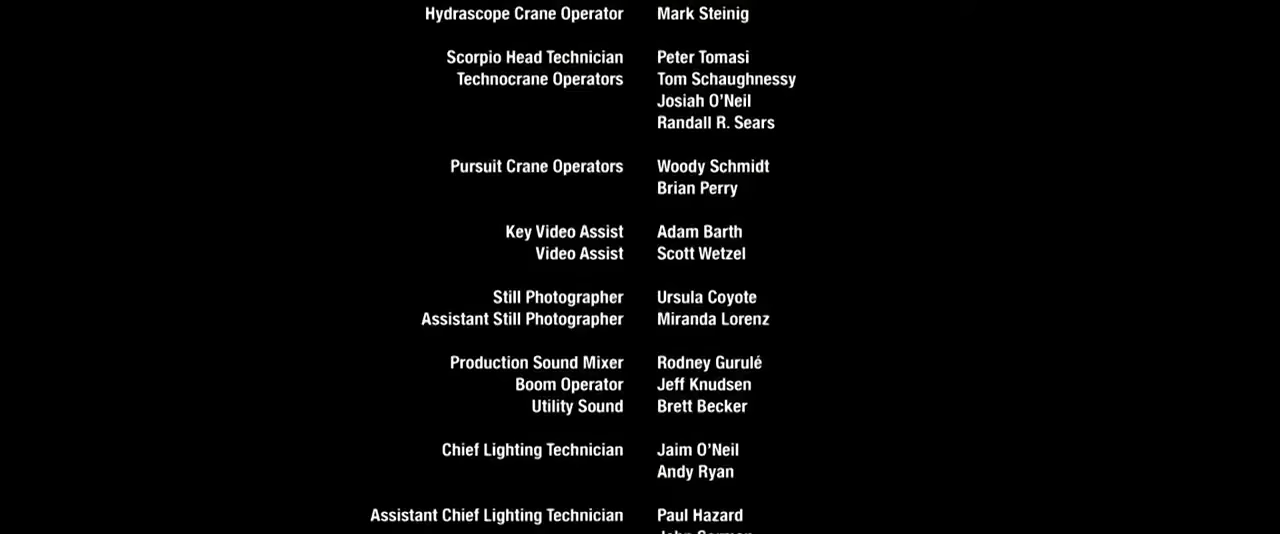 Hydrascope Crane Operator Mark Steinig
Scorpio Head Technician Peter Tomasi
Technocrane Operators Tom Schaughnessy
Josiah O'Neil
Randall R. Sears
Pursuit Crane Operators Woody Schmidt
Brian Perry
Key Video Assist Adam Barth
Video Assist Scott Wetzel
Still Photographer Ursula Coyote
Assistant Still Photographer Miranda Lorenz
Production Sound Mixer Rodney Gurulé
Boom Operator Jeff Knudsen
Utility Sound Brett Becker
Chief Lighting Technician Jaim O'Neil
Andy Ryan
Assistant Chief Lighting Technician Paul Hazard